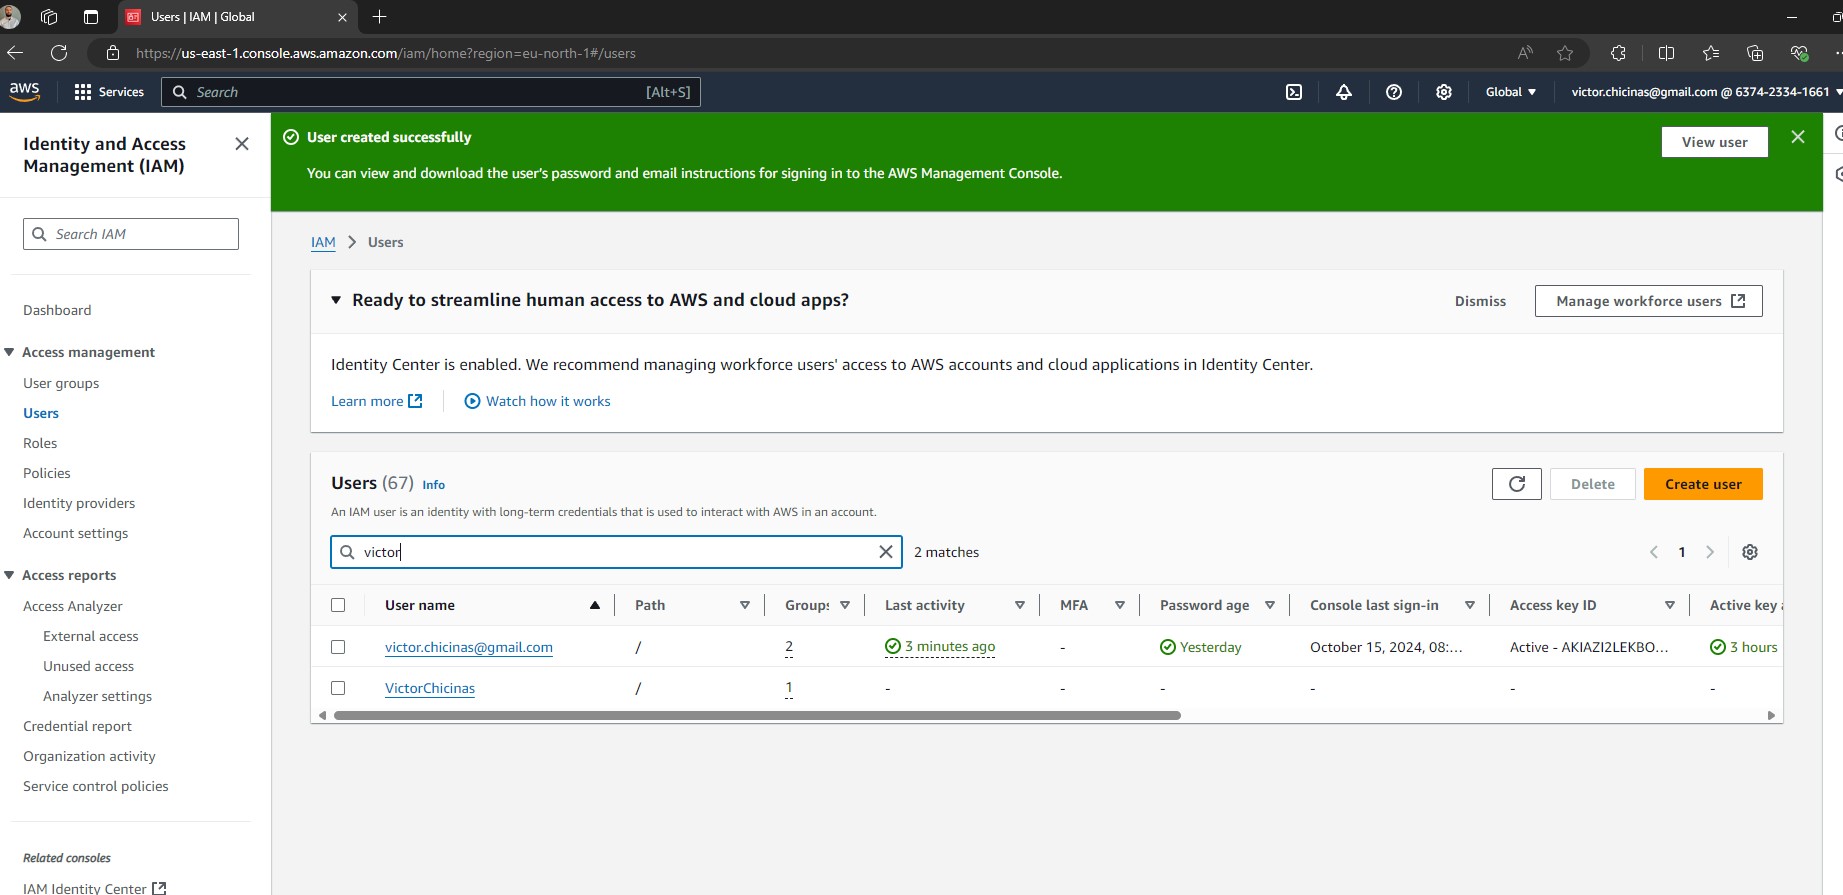 Users | IAM | Global
https://us-east-1.console.aws.amazon.com/iam/home?region=eu-north-1#/users
aws Services Search [Alt+S] Global victor.chicinas@gmail.com @ 6374-2334-1661
Identity and Access
Management (IAM)
Search IAM
Dashboard
Access management
User groups
Users
Roles
Policies
Identity providers
Account settings
Access reports
Access Analyzer
External access
Unused access
Analyzer settings
Credential report
Organization activity
Service control policies
Related consoles
IAM Identity Center
User created successfully
You can view and download the user's password and email instructions for signing in to the AWS Management Console.
View user
IAM > Users
Ready to streamline human access to AWS and cloud apps?
Dismiss
Manage workforce users
Identity Center is enabled. We recommend managing workforce users' access to AWS accounts and cloud applications in Identity Center.
Learn more
Watch how it works
Users (67) Info
An IAM user is an identity with long-term credentials that is used to interact with AWS in an account.
Delete
Create user
victor
2 matches
1
User name Path Groups Last activity MFA Password age Console last sign-in Access key ID Active key
victor.chicinas@gmail.com / 2 3 minutes ago - Yesterday October 15, 2024, 08:... Active - AKIAZI2LEKBO... 3 hours
VictorChicinas / 1 - - - - - -